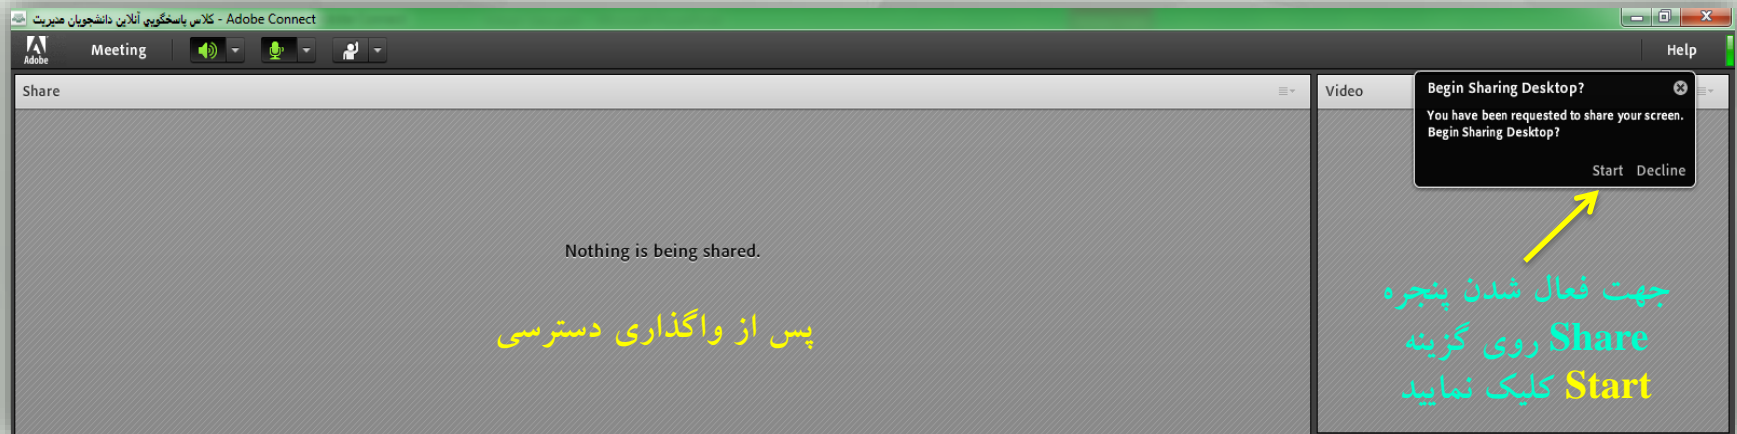 کلاس پاسخگویی آنلاین دانشجویان مدیریت - Adobe Connect
Adobe
Meeting
Help
Share
Video
Begin Sharing Desktop?
You have been requested to share your screen.
Begin Sharing Desktop?
Start Decline
Nothing is being shared.
پس از واگذاری دسترسی
جهت فعال شدن پنجره
Share روی گزینه
Start کلیک نمایید